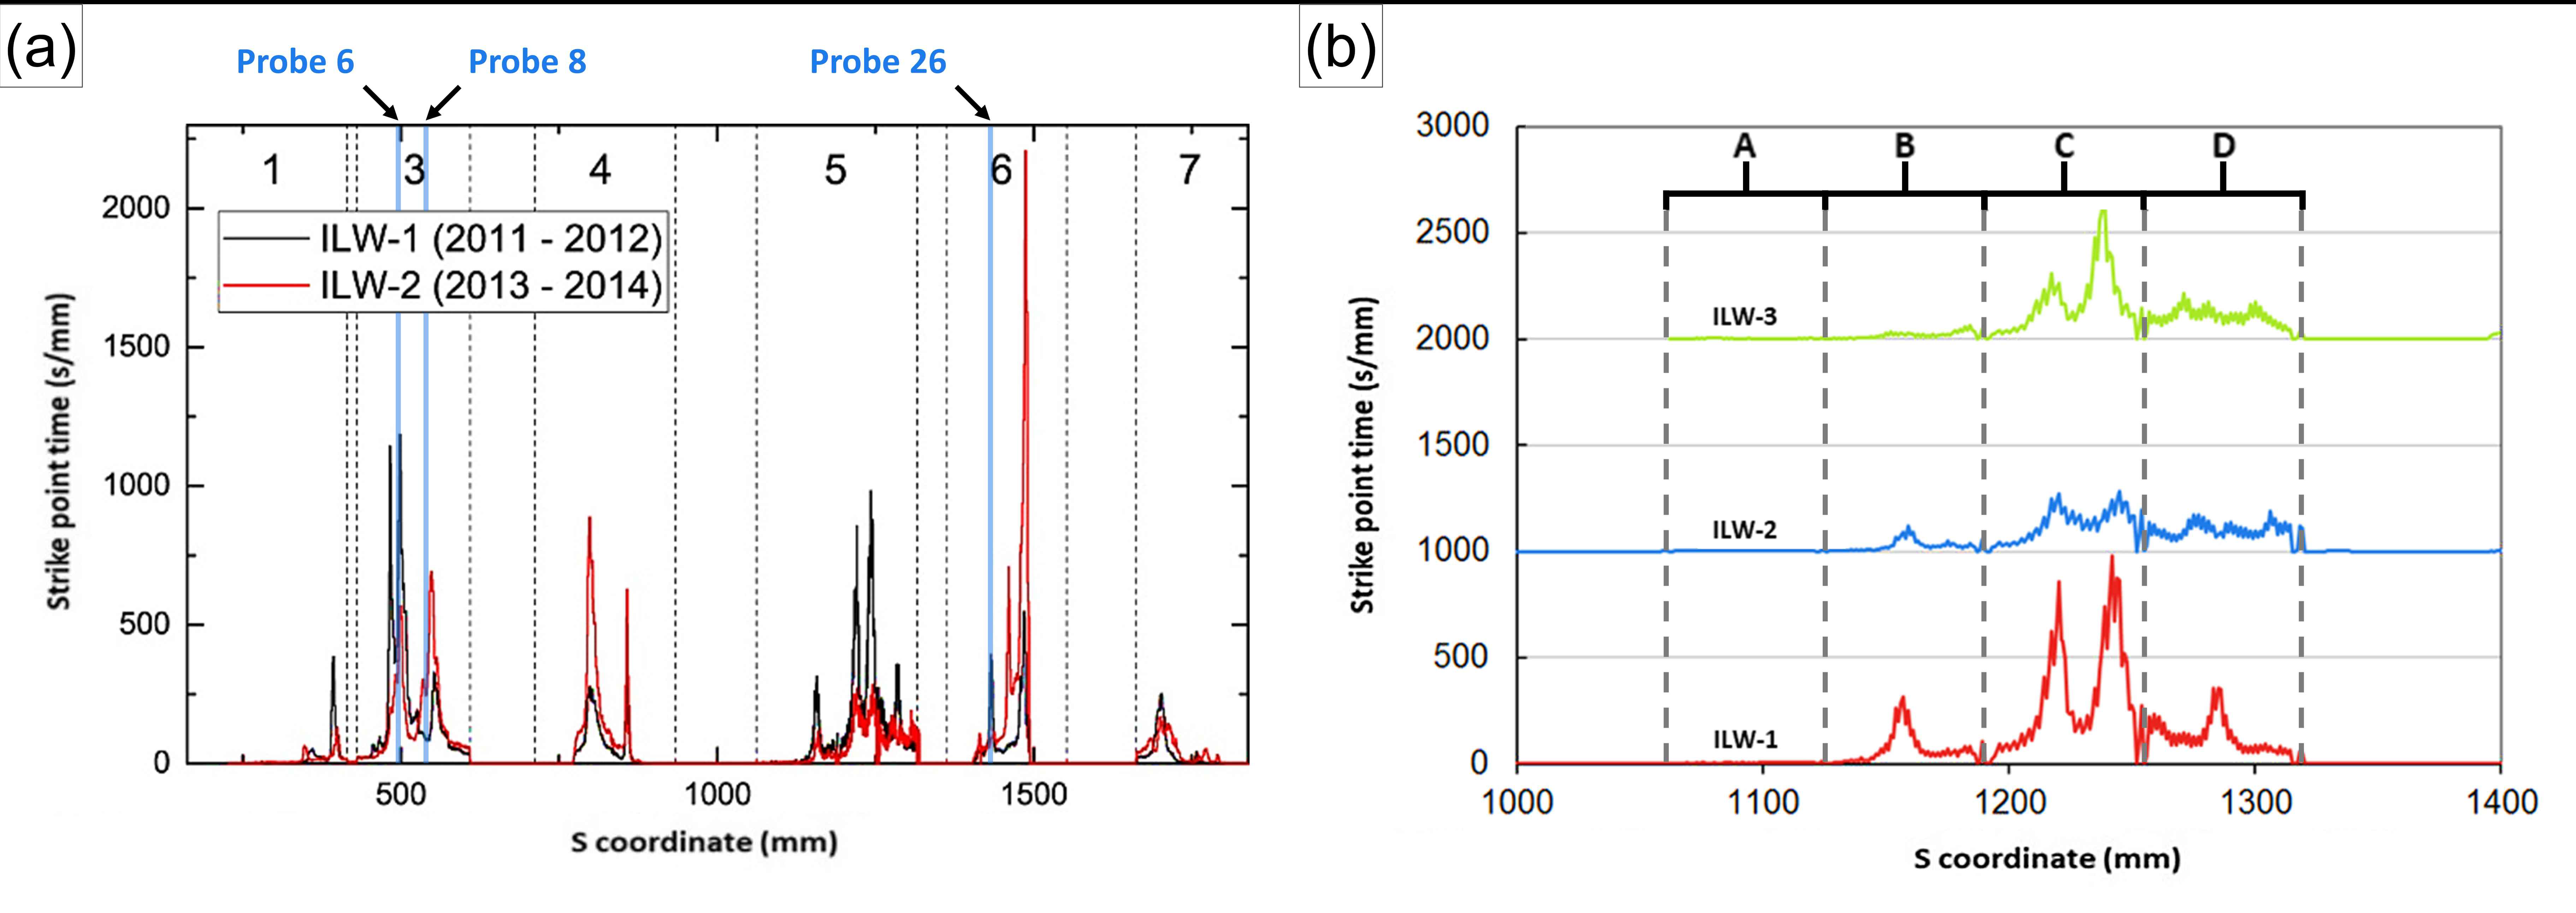 (a)
Probe 6
Probe 8
Probe 26
1
3
4
5
6
7
ILW-1 (2011 - 2012)
ILW-2 (2013 - 2014)
2000
1500
1000
500
0
Strike point time (s/mm)
500
1000
1500
S coordinate (mm)
(b)
3000
2500
2000
1500
1000
500
0
Strike point time (s/mm)
A
B
C
D
ILW-3
ILW-2
ILW-1
1000
1100
1200
1300
1400
S coordinate (mm)